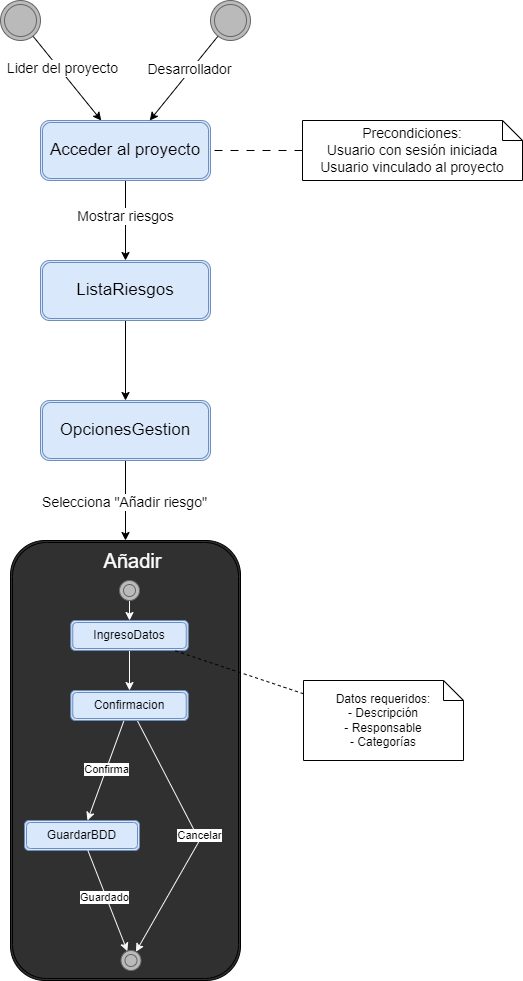 Lider del proyecto
Desarrollador
Acceder al proyecto
Precondiciones:
Usuario con sesión iniciada
Usuario vinculado al proyecto
Mostrar riesgos
ListaRiesgos
OpcionesGestion
Selecciona "Añadir riesgo"
Añadir
IngresoDatos
Datos requeridos:
- Descripción
- Responsable
- Categorías
Confirmacion
Confirma
GuardarBDD
Cancelar
Guardado